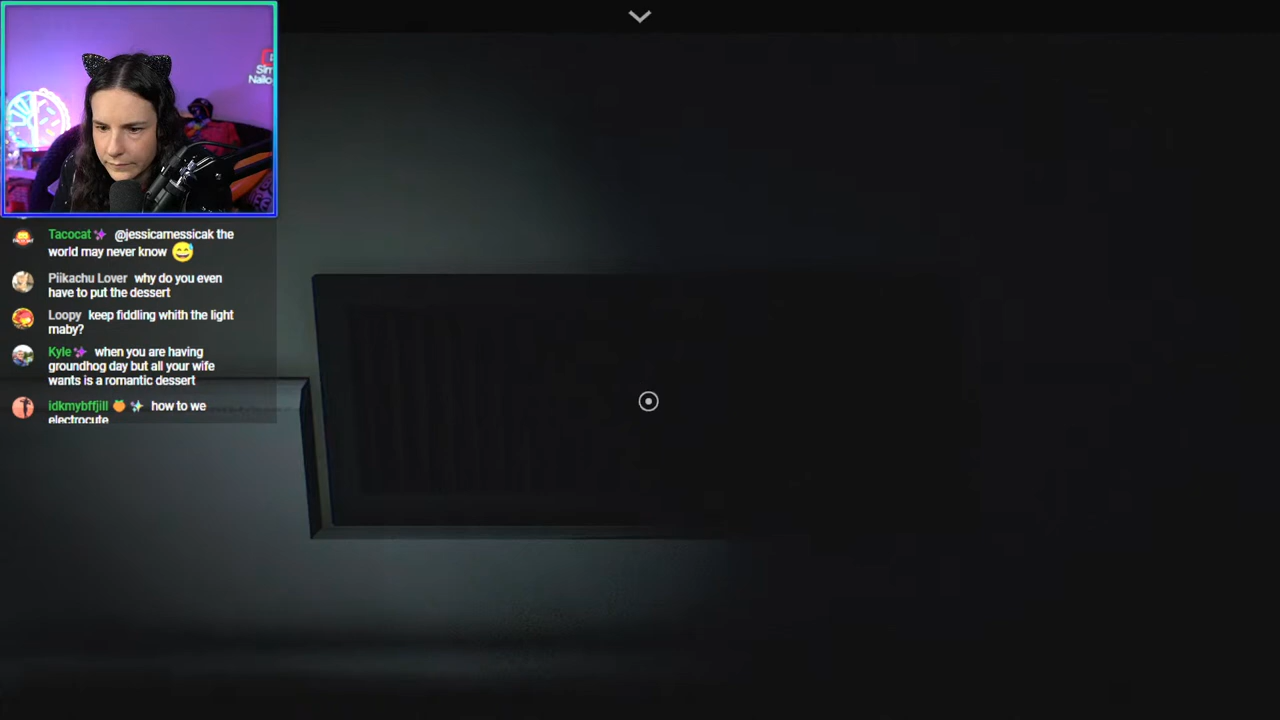 Tacocat @jessicamessicak the
world may never know
Piikachu Lover why do you even
have to put the dessert
Loopy keep fiddling whith the light
maby?
Kyle when you are having
groundhog day but all your wife
wants is a romantic dessert
idkmybffjill how to we
electrocute